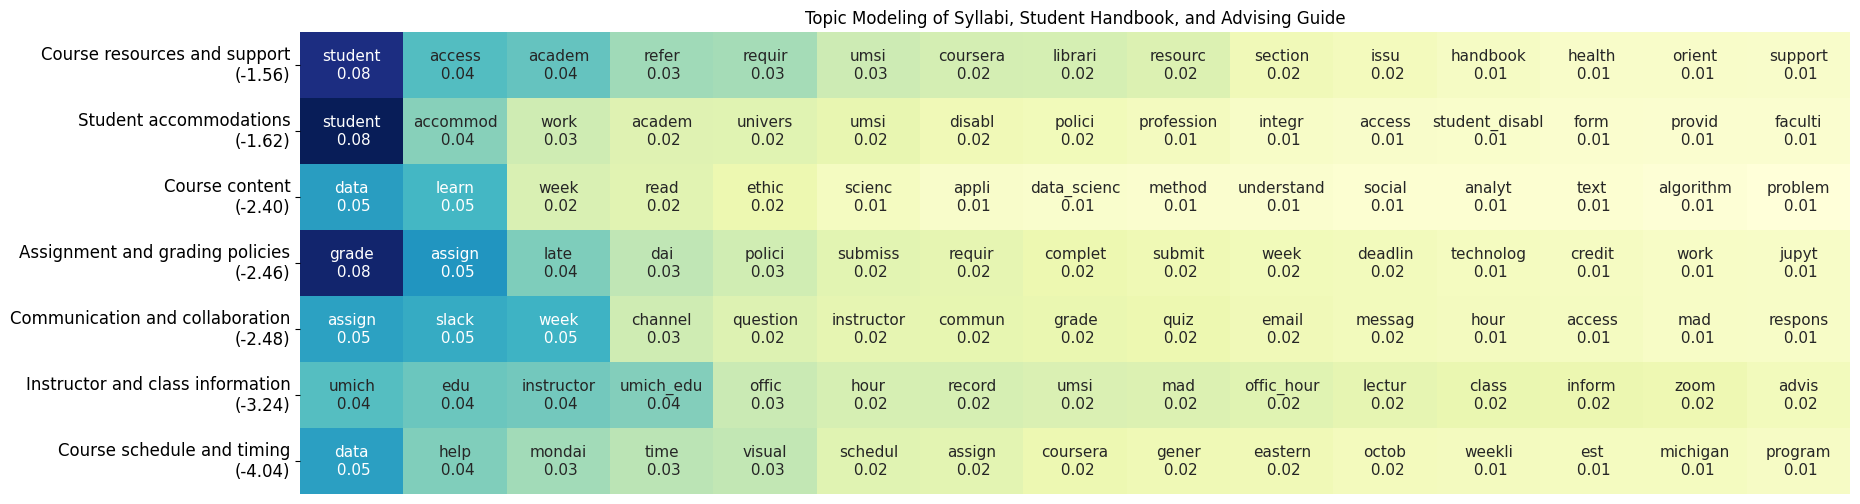 Topic Modeling of Syllabi, Student Handbook, and Advising Guide
Course resources and support
(-1.56)
student access academ refer requir umsi coursera librari resourc section issu handbook health orient support
0.08 0.04 0.04 0.03 0.03 0.03 0.02 0.02 0.02 0.02 0.02 0.01 0.01 0.01 0.01
Student accommodations
(-1.62)
student accommod work academ univers umsi disabl polici profession integr access student_disabl form provid faculti
0.08 0.04 0.03 0.02 0.02 0.02 0.02 0.02 0.01 0.01 0.01 0.01 0.01 0.01 0.01
Course content
(-2.40)
data learn week read ethic scienc appli data_scienc method understand social analyt text algorithm problem
0.05 0.05 0.02 0.02 0.02 0.01 0.01 0.01 0.01 0.01 0.01 0.01 0.01 0.01 0.01
Assignment and grading policies
(-2.46)
grade assign late dai polici submiss requir complet submit week deadlin technolog credit work jupyt
0.08 0.05 0.04 0.03 0.03 0.02 0.02 0.02 0.02 0.02 0.02 0.01 0.01 0.01 0.01
Communication and collaboration
(-2.48)
assign slack week channel question instructor commun grade quiz email messag hour access mad respons
0.05 0.05 0.05 0.03 0.02 0.02 0.02 0.02 0.02 0.02 0.02 0.01 0.01 0.01 0.01
Instructor and class information
(-3.24)
umich edu instructor umich_edu offic hour record umsi mad offic_hour lectur class inform zoom advis
0.04 0.04 0.04 0.04 0.03 0.02 0.02 0.02 0.02 0.02 0.02 0.02 0.02 0.02 0.02
Course schedule and timing
(-4.04)
data help mondai time visual schedul assign coursera gener eastern octob weekli est michigan program
0.05 0.04 0.03 0.03 0.03 0.02 0.02 0.02 0.02 0.02 0.02 0.01 0.01 0.01 0.01